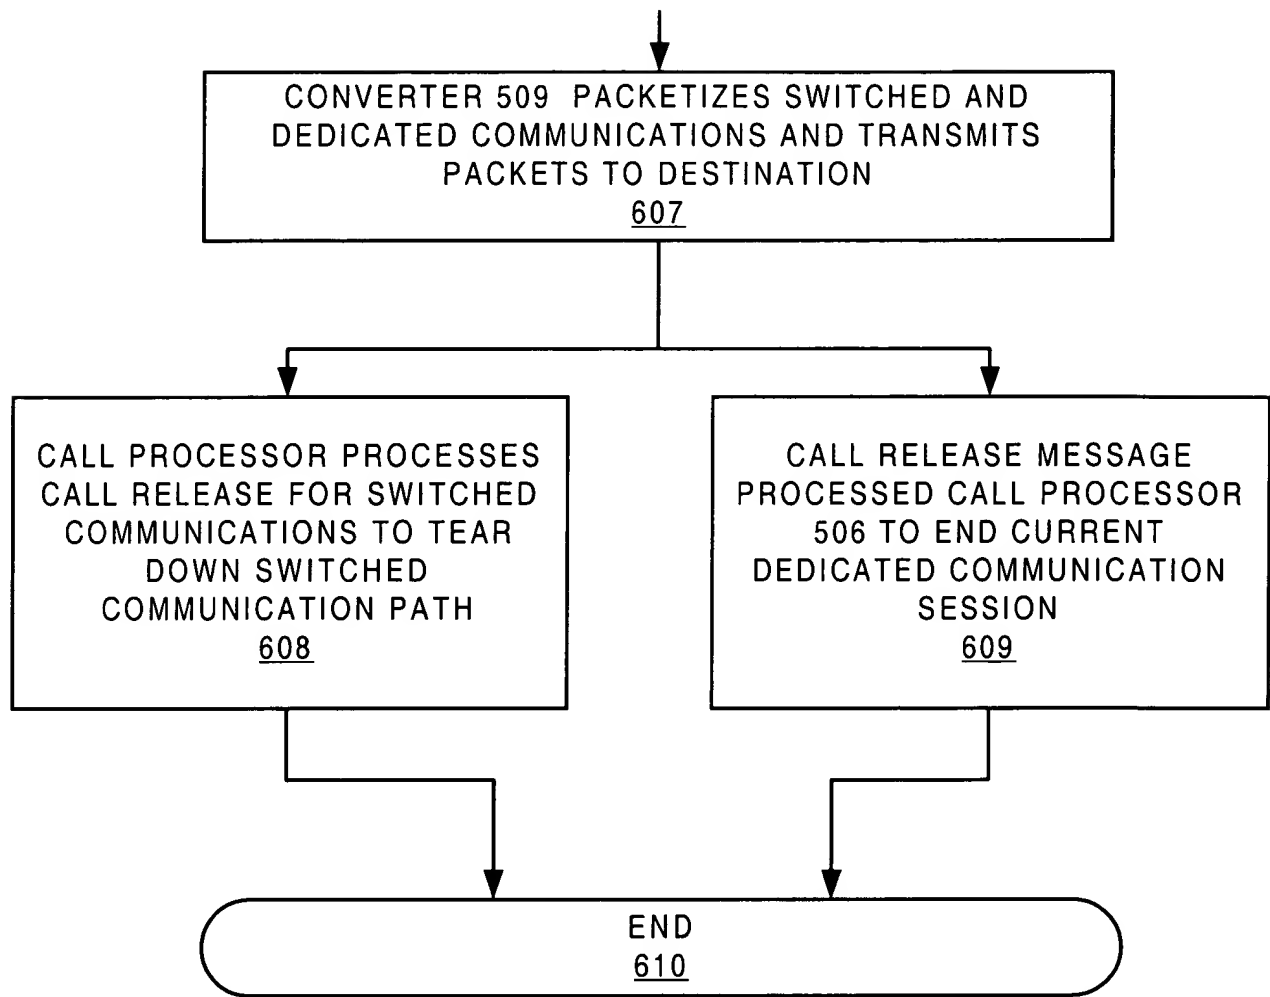 CONVERTER 509 PACKETIZES SWITCHED AND
DEDICATED COMMUNICATIONS AND TRANSMITS
PACKETS TO DESTINATION
607
CALL PROCESSOR PROCESSES
CALL RELEASE FOR SWITCHED
COMMUNICATIONS TO TEAR
DOWN SWITCHED
COMMUNICATION PATH
608
CALL RELEASE MESSAGE
PROCESSED CALL PROCESSOR
506 TO END CURRENT
DEDICATED COMMUNICATION
SESSION
609
END
610